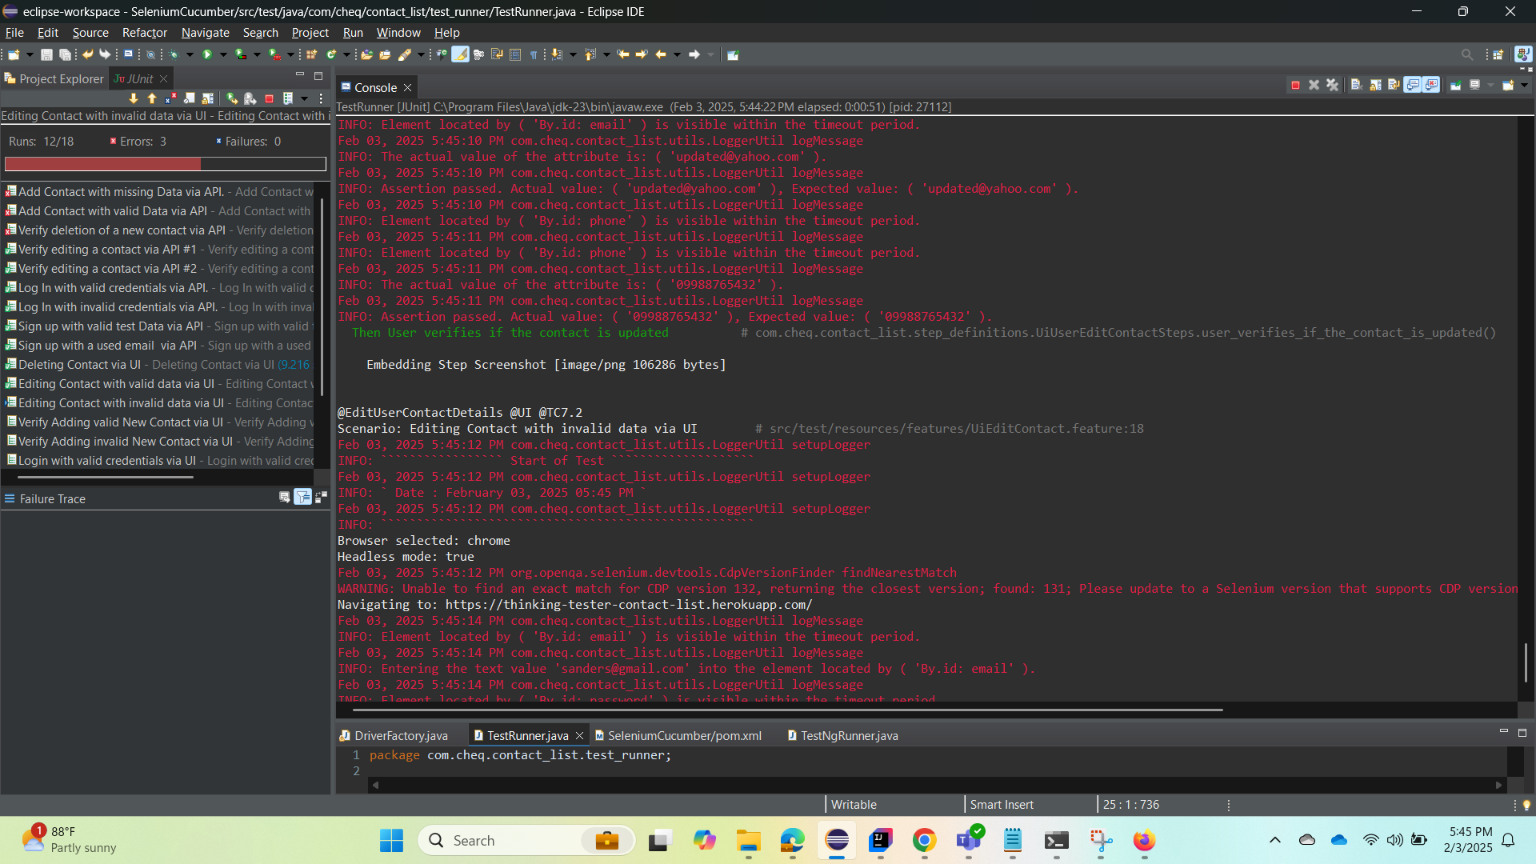 eclipse-workspace - SeleniumCucumber/src/test/java/com/cheq/contact_list/test_runner/TestRunner.java - Eclipse IDE
File Edit Source Refactor Navigate Search Project Run Window Help
Project Explorer JUnit
Editing Contact with invalid data via UI - Editing Contact with i
Runs: 12/18 Errors: 3 Failures: 0
Add Contact with missing Data via API. - Add Contact w
Add Contact with valid Data via API - Add Contact with
Verify deletion of a new contact via API - Verify deletion
Verify editing a contact via API #1 - Verify editing a cont
Verify editing a contact via API #2 - Verify editing a cont
Log In with valid credentials via API. - Log In with valid c
Log In with invalid credentials via API. - Log In with inva
Sign up with valid test Data via API - Sign up with valid
Sign up with a used email via API - Sign up with a used
Deleting Contact via UI - Deleting Contact via UI (9.216
Editing Contact with valid data via UI - Editing Contact v
Editing Contact with invalid data via UI - Editing Contac
Verify Adding valid New Contact via UI - Verify Adding v
Verify Adding invalid New Contact via UI - Verify Adding
Login with valid credentials via UI - Login with valid cred
Failure Trace
Console
TestRunner [JUnit] C:\Program Files\Java\jdk-23\bin\javaw.exe (Feb 3, 2025, 5:44:22 PM elapsed: 0:00:51) [pid: 27112]
INFO: Element located by ( 'By.id: email' ) is visible within the timeout period.
Feb 03, 2025 5:45:10 PM com.cheq.contact_list.utils.LoggerUtil logMessage
INFO: The actual value of the attribute is: ( 'updated@yahoo.com' ).
Feb 03, 2025 5:45:10 PM com.cheq.contact_list.utils.LoggerUtil logMessage
INFO: Assertion passed. Actual value: ( 'updated@yahoo.com' ), Expected value: ( 'updated@yahoo.com' ).
Feb 03, 2025 5:45:10 PM com.cheq.contact_list.utils.LoggerUtil logMessage
INFO: Element located by ( 'By.id: phone' ) is visible within the timeout period.
Feb 03, 2025 5:45:11 PM com.cheq.contact_list.utils.LoggerUtil logMessage
INFO: Element located by ( 'By.id: phone' ) is visible within the timeout period.
Feb 03, 2025 5:45:11 PM com.cheq.contact_list.utils.LoggerUtil logMessage
INFO: The actual value of the attribute is: ( '09988765432' ).
Feb 03, 2025 5:45:11 PM com.cheq.contact_list.utils.LoggerUtil logMessage
INFO: Assertion passed. Actual value: ( '09988765432' ), Expected value: ( '09988765432' ).
Then User verifies if the contact is updated # com.cheq.contact_list.step_definitions.UiUserEditContactSteps.user_verifies_if_the_contact_is_updated()
Embedding Step Screenshot [image/png 106286 bytes]
@EditUserContactDetails @UI @TC7.2
Scenario: Editing Contact with invalid data via UI # src/test/resources/features/UiEditContact.feature:18
Feb 03, 2025 5:45:12 PM com.cheq.contact_list.utils.LoggerUtil setupLogger
INFO: ````````````````` Start of Test ````````````````````
Feb 03, 2025 5:45:12 PM com.cheq.contact_list.utils.LoggerUtil setupLogger
INFO: ` Date : February 03, 2025 05:45 PM `
Feb 03, 2025 5:45:12 PM com.cheq.contact_list.utils.LoggerUtil setupLogger
INFO: ````````````````````````````````````````````````````
Browser selected: chrome
Headless mode: true
Feb 03, 2025 5:45:12 PM org.openqa.selenium.devtools.CdpVersionFinder findNearestMatch
WARNING: Unable to find an exact match for CDP version 132, returning the closest version; found: 131; Please update to a Selenium version that supports CDP version
Navigating to: https://thinking-tester-contact-list.herokuapp.com/
Feb 03, 2025 5:45:14 PM com.cheq.contact_list.utils.LoggerUtil logMessage
INFO: Element located by ( 'By.id: email' ) is visible within the timeout period.
Feb 03, 2025 5:45:14 PM com.cheq.contact_list.utils.LoggerUtil logMessage
INFO: Entering the text value 'sanders@gmail.com' into the element located by ( 'By.id: email' ).
Feb 03, 2025 5:45:14 PM com.cheq.contact_list.utils.LoggerUtil logMessage
INFO: Element located by ( 'By.id: password' ) is visible within the timeout period.
DriverFactory.java TestRunner.java SeleniumCucumber/pom.xml TestNgRunner.java
1 package com.cheq.contact_list.test_runner;
2
Writable Smart Insert 25 : 1 : 736
1 88°F
Partly sunny
Search
5:45 PM
2/3/2025